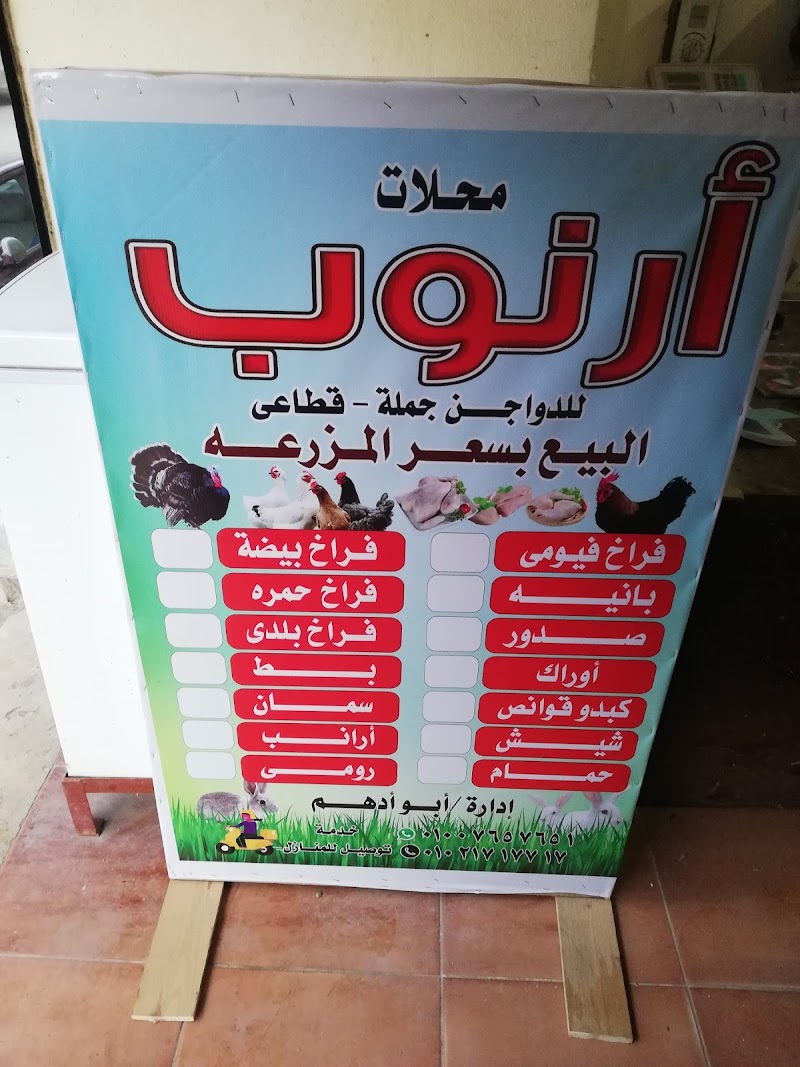 محلات
أرنوب
للدواجن جملة - قطاعى
البيع بسعر المزرعه
فراخ فيومى
فراخ بيضة
بانيه
فراخ حمره
صدور
فراخ بلدى
أوراك
بط
كبدو قوانص
سمان
شيش
أرانب
حمام
رومى
إدارة / أبو أدهم
٠١٠٠٧٦٥٧٦٥١
خدمة
٠١٠٢١٧١٧٧١٧
توصيل للمنازل-